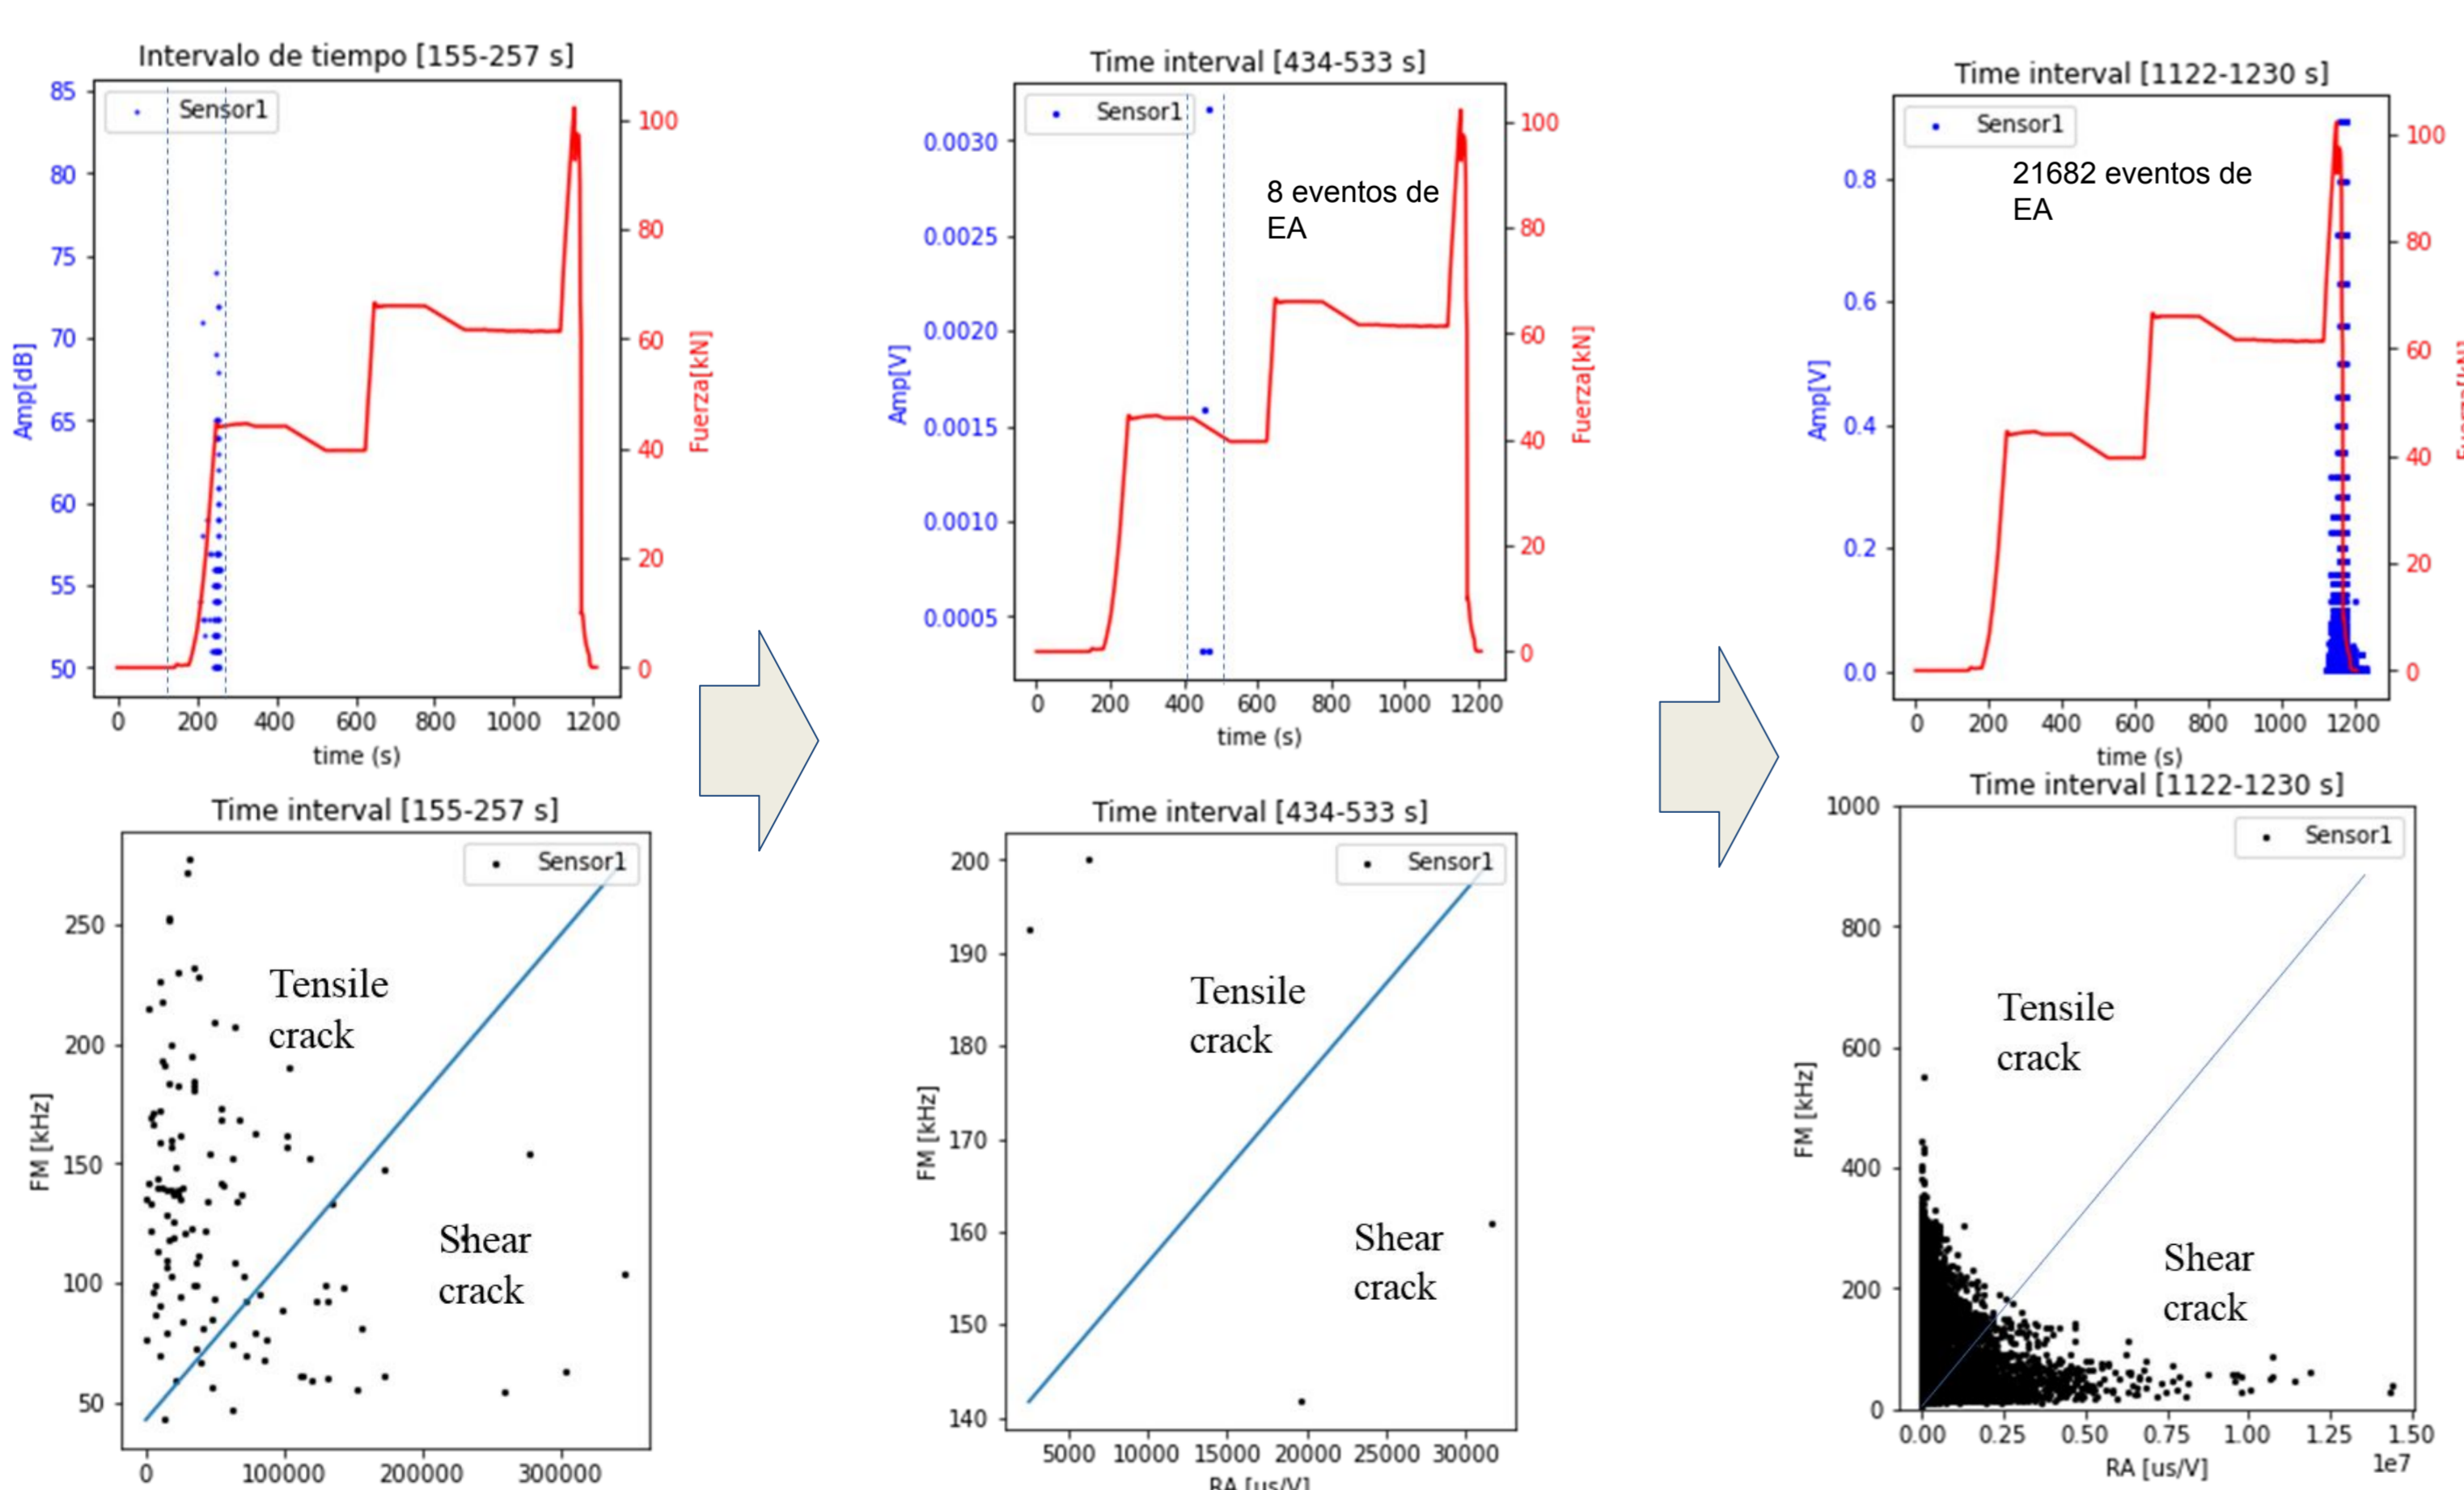 Intervalo de tiempo [155-257 s]
Sensor1
85
80
75
70
65
60
55
50
Amp[dB]
100
80
60
40
20
0
Fuerza[kN]
0 200 400 600 800 1000 1200
time (s)
Time interval [434-533 s]
Sensor1
8 eventos de
EA
0.0030
0.0025
0.0020
0.0015
0.0010
0.0005
Amp[V]
100
80
60
40
20
0
Fuerza[kN]
0 200 400 600 800 1000 1200
time (s)
Time interval [1122-1230 s]
Sensor1
21682 eventos de
EA
0.8
0.6
0.4
0.2
0.0
Amp[V]
100
80
60
40
20
0
Fuerza[kN]
0 200 400 600 800 1000 1200
time (s)
Time interval [155-257 s]
Sensor1
Tensile
crack
Shear
crack
250
200
150
100
50
FM [kHz]
0 100000 200000 300000
Time interval [434-533 s]
Sensor1
Tensile
crack
Shear
crack
200
190
180
170
160
150
140
FM [kHz]
5000 10000 15000 20000 25000 30000
RA [us/V]
Time interval [1122-1230 s]
Sensor1
Tensile
crack
Shear
crack
1000
800
600
400
200
0
FM [kHz]
0.00 0.25 0.50 0.75 1.00 1.25 1.50
RA [us/V]
1e7